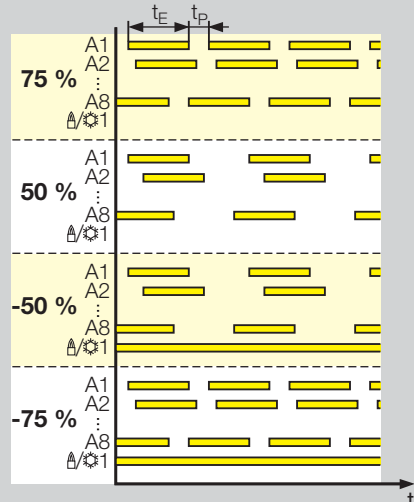 tE tP
75 % A1
A2
⋮
A8
/1
50 % A1
A2
⋮
A8
/1
-50 % A1
A2
⋮
A8
/1
-75 % A1
A2
⋮
A8
/1
t